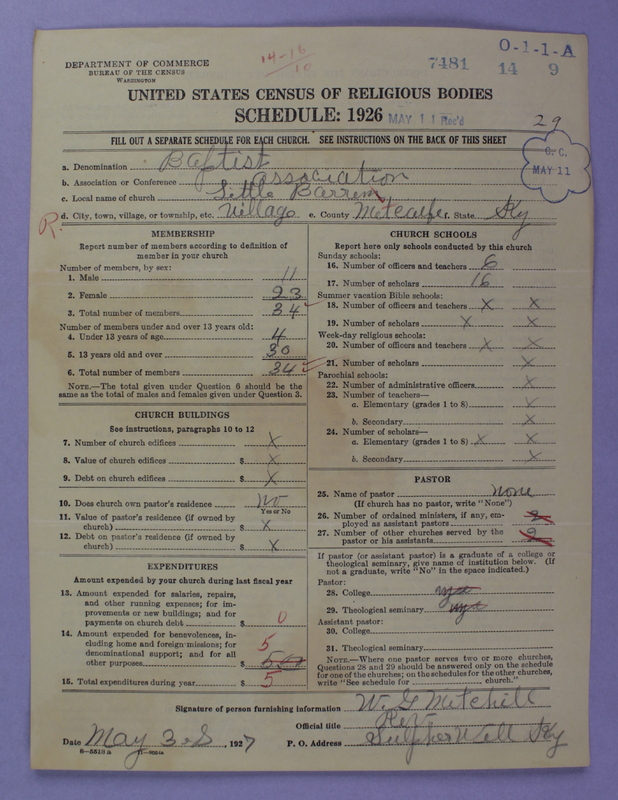 14-16
10
O-1-1-A
7481 14 9
DEPARTMENT OF COMMERCE
BUREAU OF THE CENSUS
WASHINGTON
UNITED STATES CENSUS OF RELIGIOUS BODIES
SCHEDULE: 1926
MAY 11 Rec'd
29
FILL OUT A SEPARATE SCHEDULE FOR EACH CHURCH. SEE INSTRUCTIONS ON THE BACK OF THIS SHEET
C. C.
MAY 11
a. Denomination Baptist
b. Association or Conference Association
c. Local name of church Little Barren
d. City, town, village, or township, etc. Village e. County Metcalfe f. State Ky
R.
MEMBERSHIP
Report number of members according to definition of
member in your church
Number of members, by sex:
1. Male 11
2. Female 23
3. Total number of members 34
Number of members under and over 13 years old:
4. Under 13 years of age 4
5. 13 years old and over 30
6. Total number of members 34
NOTE.—The total given under Question 6 should be
the same as the total of males and females given under Question 3.
CHURCH BUILDINGS
See instructions, paragraphs 10 to 12
7. Number of church edifices X
8. Value of church edifices $ X
9. Debt on church edifices $ X
10. Does church own pastor's residence No
Yes or No
11. Value of pastor's residence (if owned by
church) $ X
12. Debt on pastor's residence (if owned by
church) $ X
EXPENDITURES
Amount expended by your church during last fiscal year
13. Amount expended for salaries, repairs,
and other running expenses; for im-
provements or new buildings; and for
payments on church debt $ 0
14. Amount expended for benevolences, in-
cluding home and foreign missions; for
denominational support; and for all
other purposes $ 5
15. Total expenditures during year $ 5
CHURCH SCHOOLS
Report here only schools conducted by this church
Sunday schools:
16. Number of officers and teachers 6
17. Number of scholars 16
Summer vacation Bible schools:
18. Number of officers and teachers X X
19. Number of scholars X X
Week-day religious schools:
20. Number of officers and teachers X X
21. Number of scholars X
Parochial schools:
22. Number of administrative officers X
23. Number of teachers—
a. Elementary (grades 1 to 8) X
b. Secondary X
24. Number of scholars—
a. Elementary (grades 1 to 8) X X
b. Secondary X
PASTOR
25. Name of pastor none
(If church has no pastor, write "None")
26. Number of ordained ministers, if any, em-
ployed as assistant pastors 2
27. Number of other churches served by the
pastor or his assistants 2
If pastor (or assistant pastor) is a graduate of a college or
theological seminary, give name of institution below. (If
not a graduate, write "No" in the space indicated.)
Pastor:
28. College
29. Theological seminary
Assistant pastor:
30. College
31. Theological seminary
NOTE.—Where one pastor serves two or more churches,
Questions 28 and 29 should be answered only on the schedule
for one of the churches; on the schedules for the other churches,
write "See schedule for church."
Signature of person furnishing information W. G. Mitchill
Official title Rept
Date May 3rd, 1927 P. O. Address Sulpher Well Ky